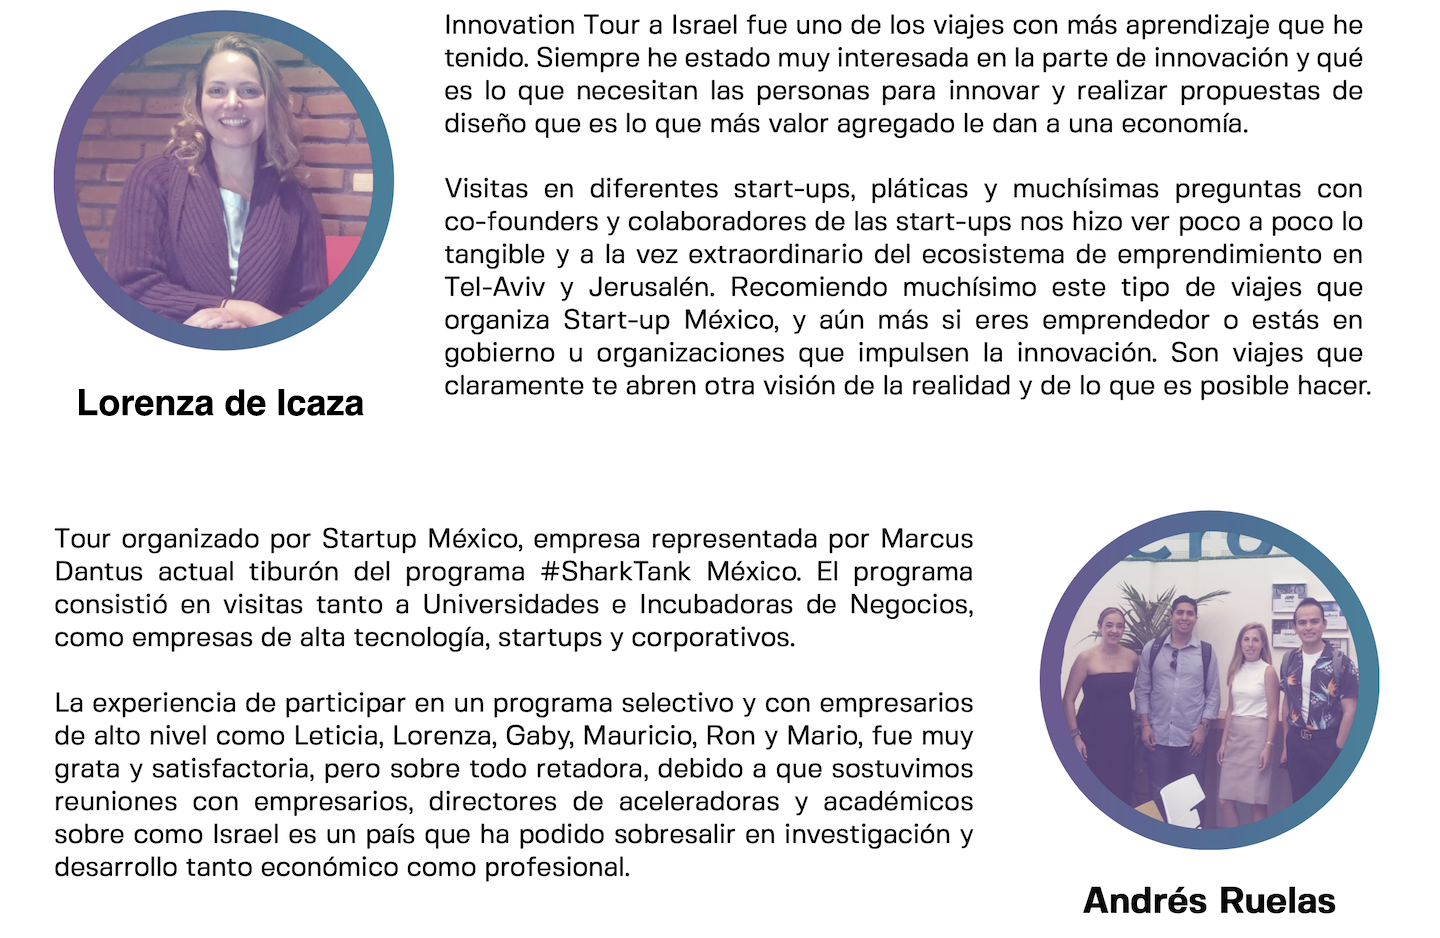 Innovation Tour a Israel fue uno de los viajes con más aprendizaje que he
tenido. Siempre he estado muy interesada en la parte de innovación y qué
es lo que necesitan las personas para innovar y realizar propuestas de
diseño que es lo que más valor agregado le dan a una economía.
Visitas en diferentes start-ups, pláticas y muchísimas preguntas con
co-founders y colaboradores de las start-ups nos hizo ver poco a poco lo
tangible y a la vez extraordinario del ecosistema de emprendimiento en
Tel-Aviv y Jerusalén. Recomiendo muchísimo este tipo de viajes que
organiza Start-up México, y aún más si eres emprendedor o estás en
gobierno u organizaciones que impulsen la innovación. Son viajes que
claramente te abren otra visión de la realidad y de lo que es posible hacer.
Lorenza de Icaza
Tour organizado por Startup México, empresa representada por Marcus
Dantus actual tiburón del programa #SharkTank México. El programa
consistió en visitas tanto a Universidades e Incubadoras de Negocios,
como empresas de alta tecnología, startups y corporativos.
La experiencia de participar en un programa selectivo y con empresarios
de alto nivel como Leticia, Lorenza, Gaby, Mauricio, Ron y Mario, fue muy
grata y satisfactoria, pero sobre todo retadora, debido a que sostuvimos
reuniones con empresarios, directores de aceleradoras y académicos
sobre como Israel es un país que ha podido sobresalir en investigación y
desarrollo tanto económico como profesional.
Andrés Ruelas